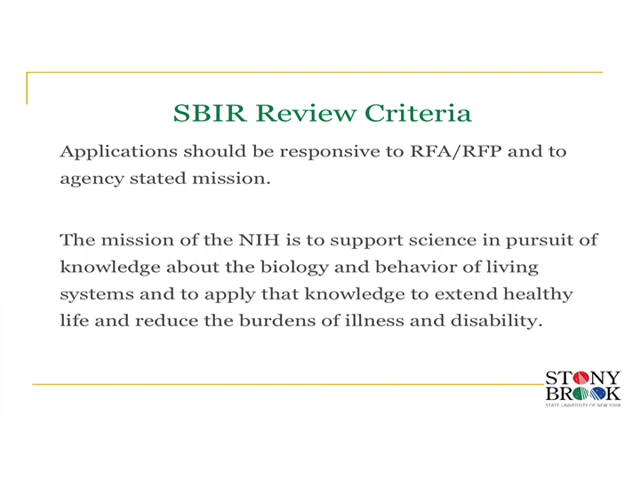 SBIR Review Criteria
Applications should be responsive to RFA/RFP and to
agency stated mission.
The mission of the NIH is to support science in pursuit of
knowledge about the biology and behavior of living
systems and to apply that knowledge to extend healthy
life and reduce the burdens of illness and disability.
STONY
BROOK
STATE UNIVERSITY OF NEW YORK